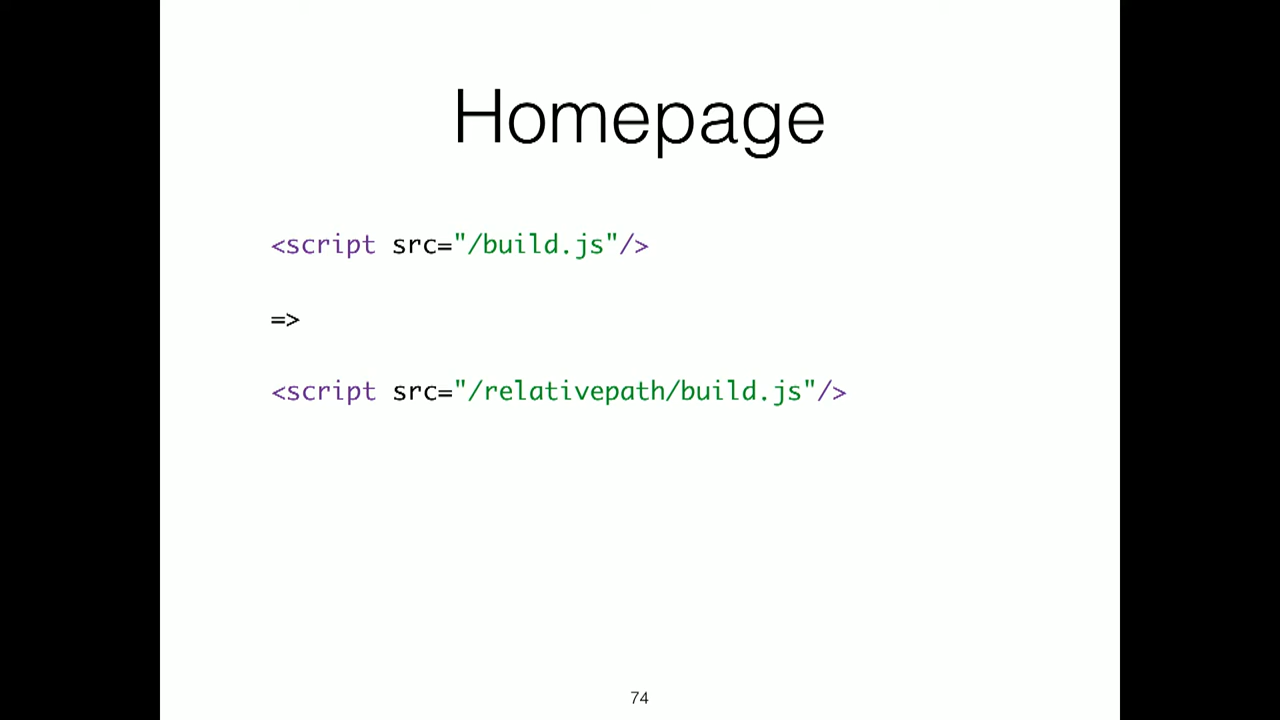 Homepage
<script src="/build.js"/>
=>
<script src="/relativepath/build.js"/>
74